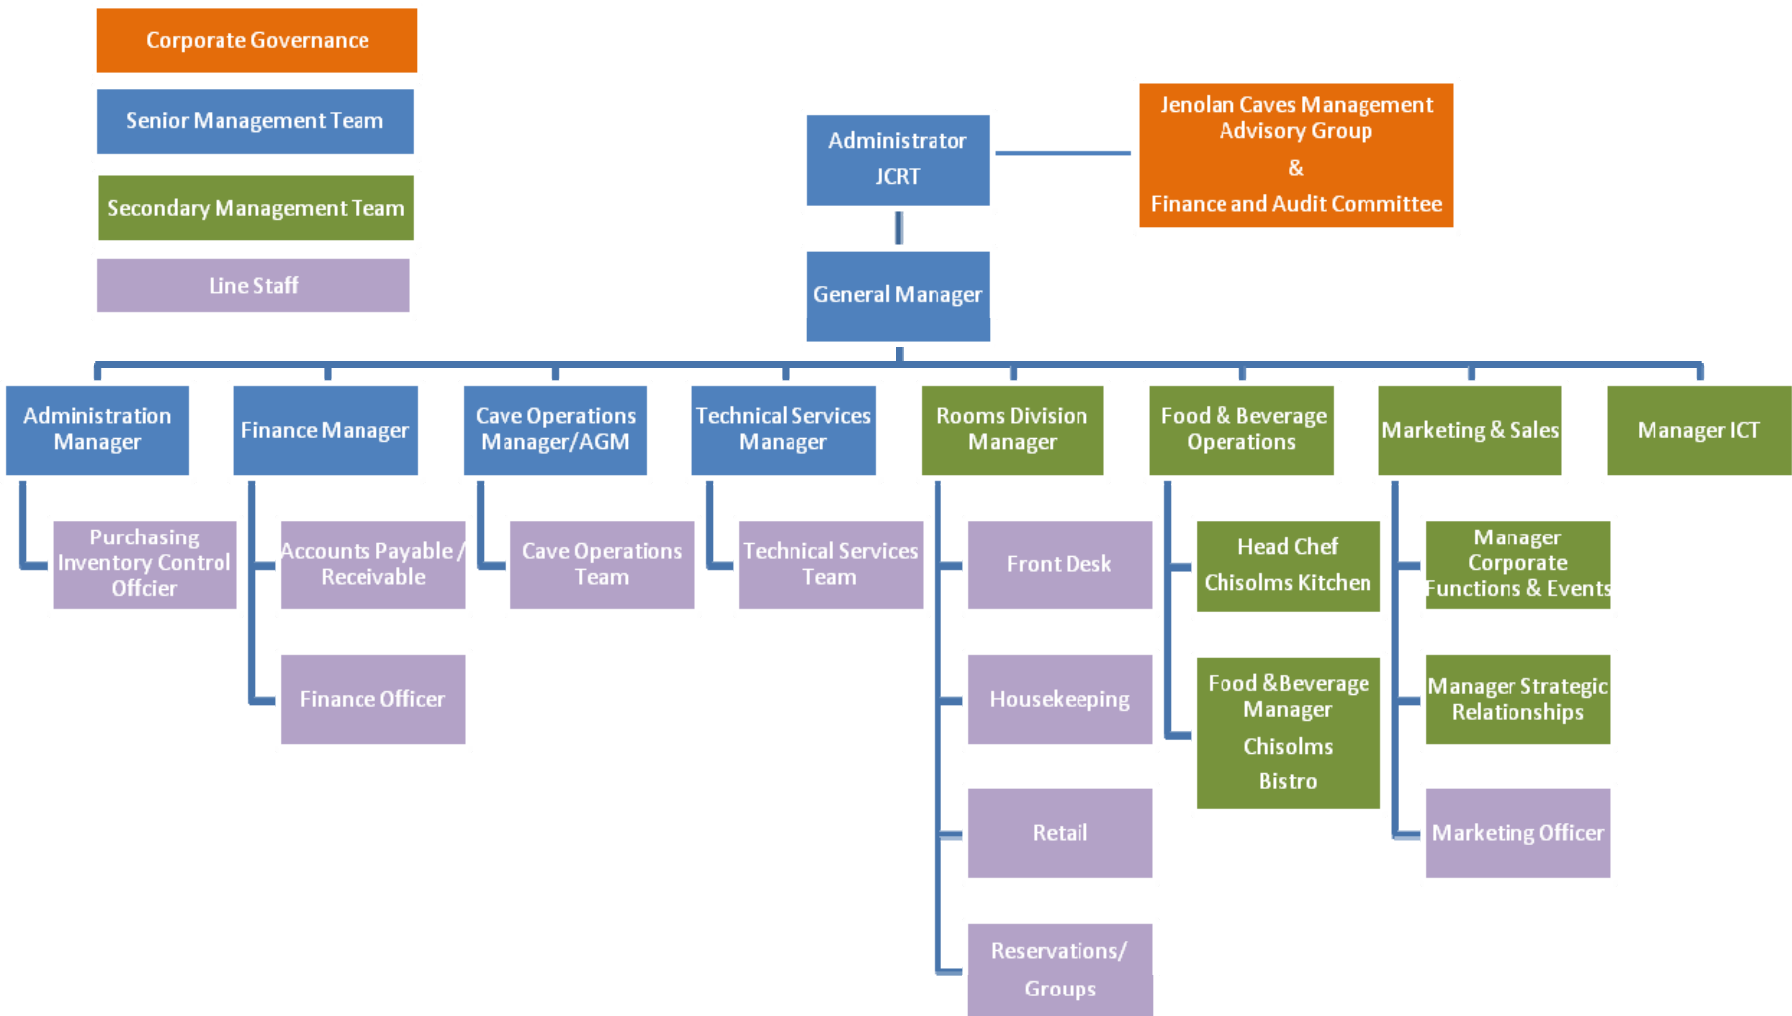 Corporate Governance
Senior Management Team
Secondary Management Team
Line Staff
Administrator
JCRT
Jenolan Caves Management
Advisory Group
&
Finance and Audit Committee
General Manager
Administration
Manager
Finance Manager
Cave Operations
Manager/AGM
Technical Services
Manager
Rooms Division
Manager
Food & Beverage
Operations
Marketing & Sales
Manager ICT
Purchasing
Inventory Control
Offcier
Accounts Payable /
Receivable
Cave Operations
Team
Technical Services
Team
Front Desk
Head Chef
Chisolms Kitchen
Manager
Corporate
Functions & Events
Finance Officer
Housekeeping
Food &Beverage
Manager
Chisolms
Bistro
Manager Strategic
Relationships
Retail
Marketing Officer
Reservations/
Groups